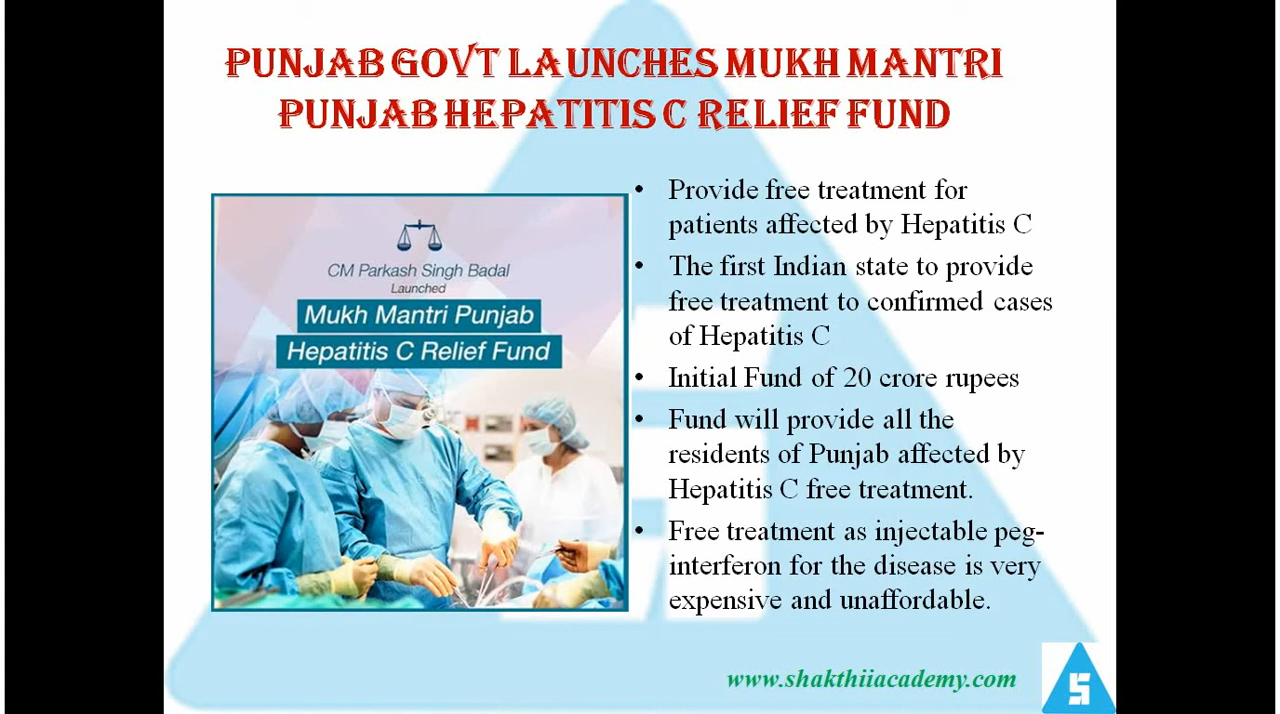 PUNJAB GOVT LAUNCHES MUKH MANTRI
PUNJAB HEPATITIS C RELIEF FUND
CM Parkash Singh Badal
Launched
Mukh Mantri Punjab
Hepatitis C Relief Fund
• Provide free treatment for
patients affected by Hepatitis C
• The first Indian state to provide
free treatment to confirmed cases
of Hepatitis C
• Initial Fund of 20 crore rupees
• Fund will provide all the
residents of Punjab affected by
Hepatitis C free treatment.
• Free treatment as injectable peg-
interferon for the disease is very
expensive and unaffordable.
www.shakthiiacademy.com
S